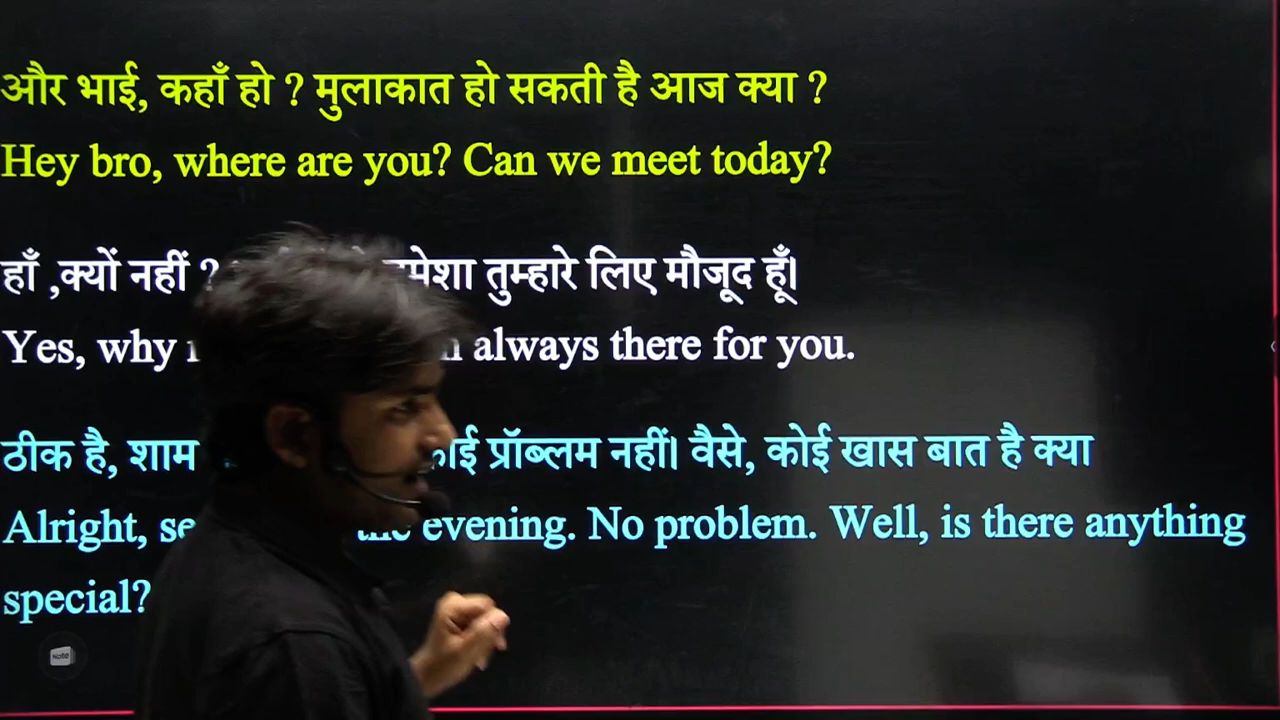 और भाई, कहाँ हो ? मुलाकात हो सकती है आज क्या ?
Hey bro, where are you? Can we meet today?
हाँ ,क्यों नहीं ? तुम्हारे लिए मौजूद हूँ।
Yes, why always there for you.
ठीक है, शाम प्रॉब्लम नहीं। वैसे, कोई खास बात है क्या
Alright, evening. No problem. Well, is there anything
special?
Note